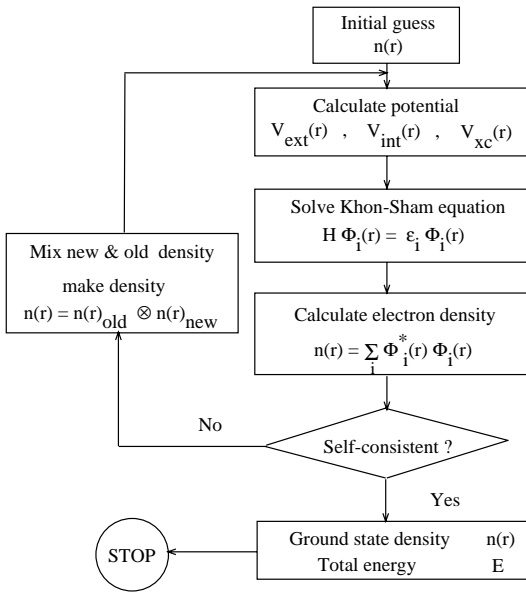 Initial guess
n(r)
Calculate potential
V_ext(r) , V_int(r) , V_xc(r)
Solve Khon-Sham equation
H Φ_i(r) = ε_i Φ_i(r)
Mix new & old density
make density
n(r) = n(r)_old ⊗ n(r)_new
Calculate electron density
n(r) = Σ_i Φ*_i(r) Φ_i(r)
No
Self-consistent ?
Yes
Ground state density n(r)
Total energy E
STOP